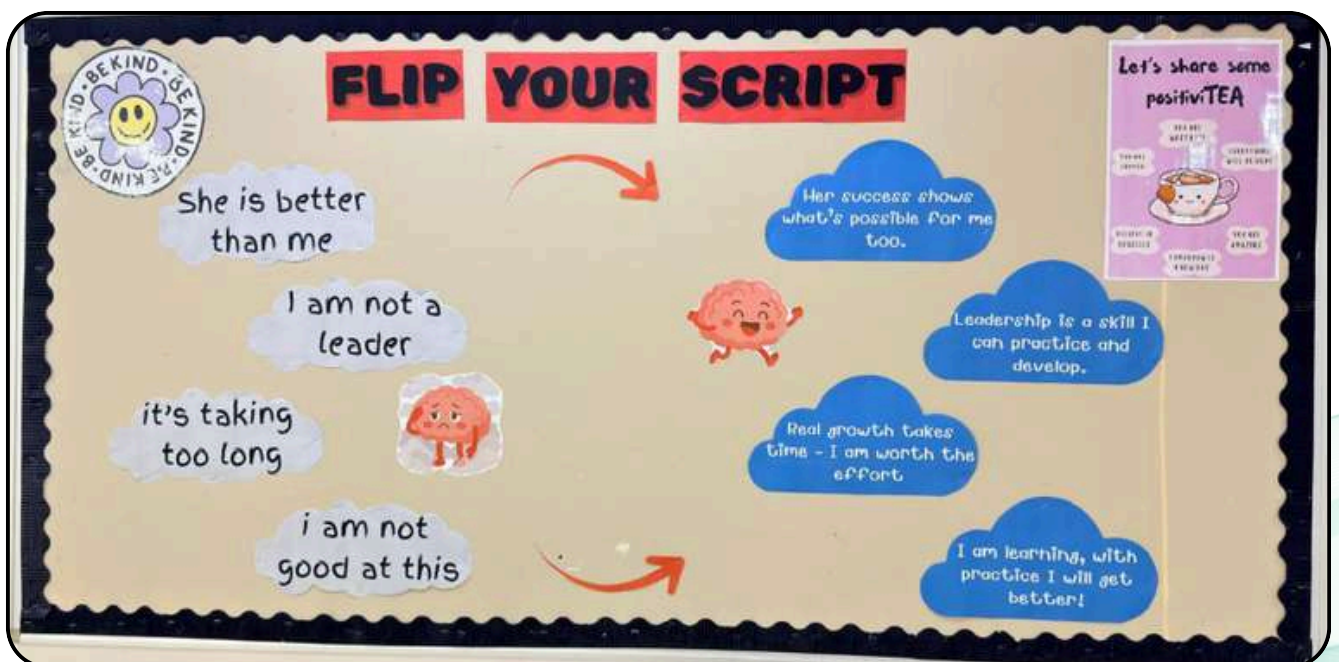 BE KIND · BE KIND · BE KIND · BE KIND ·
FLIP YOUR SCRIPT
She is better
than me
I am not a
leader
it's taking
too long
i am not
good at this
Her success shows
what's possible for me
too.
Leadership is a skill I
can practice and
develop.
Real growth takes
time - I am worth the
effort
I am learning, with
practice I will get
better!
Let's share some
positiviTEA
YOU ARE
AMAZING